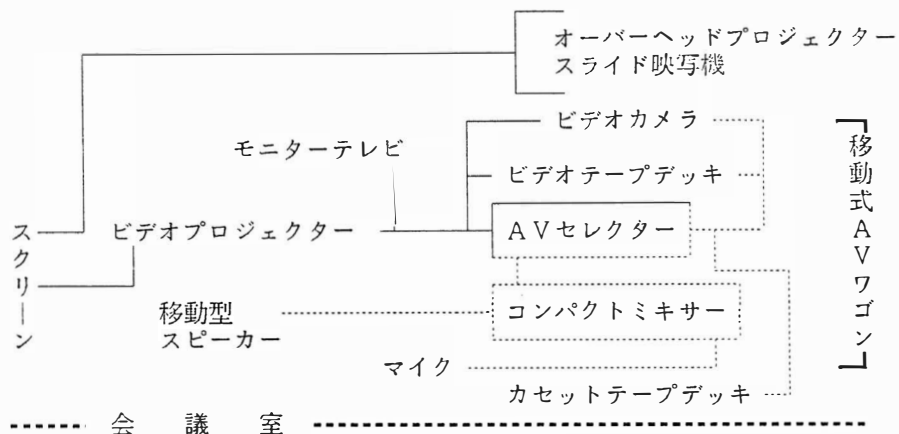 オーバーヘッドプロジェクター
スライド映写機
ビデオカメラ
モニターテレビ
ビデオテープデッキ
スクリーン
ビデオプロジェクター
AVセレクター
移動式AVワゴン
移動型
スピーカー
コンパクトミキサー
マイク
カセットテープデッキ
会議室